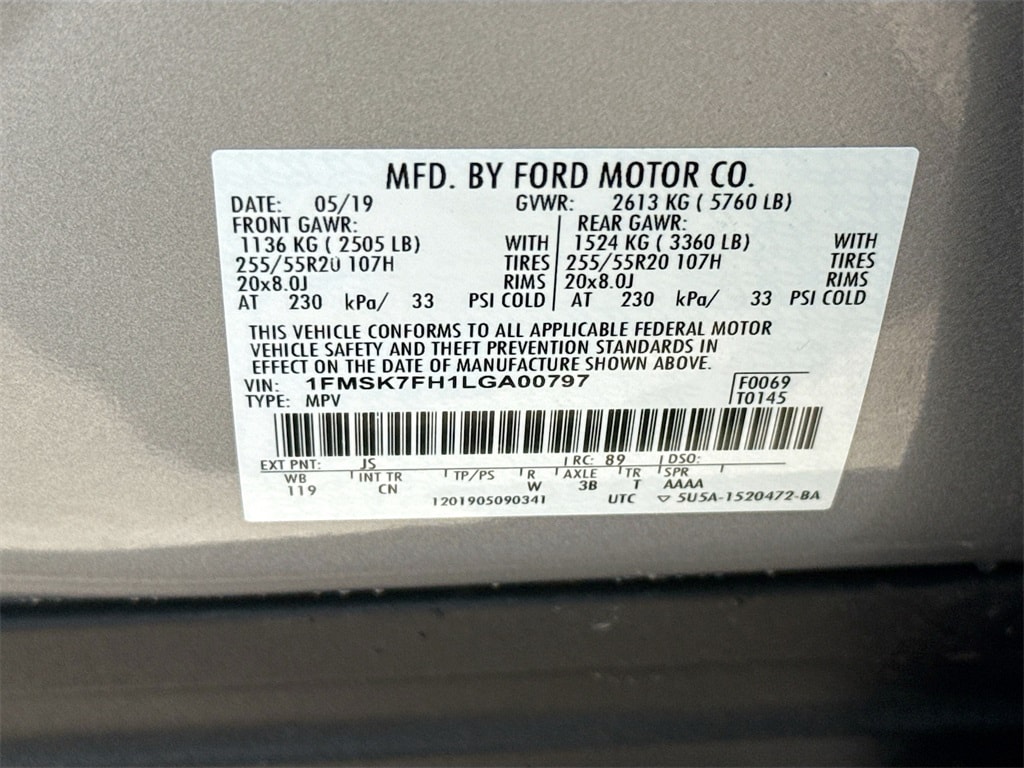 MFD. BY FORD MOTOR CO.
DATE: 05/19 GVWR: 2613 KG ( 5760 LB)
FRONT GAWR: REAR GAWR:
1136 KG ( 2505 LB) WITH 1524 KG ( 3360 LB) WITH
255/55R20 107H TIRES 255/55R20 107H TIRES
20x8.0J RIMS 20x8.0J RIMS
AT 230 kPa/ 33 PSI COLD AT 230 kPa/ 33 PSI COLD
THIS VEHICLE CONFORMS TO ALL APPLICABLE FEDERAL MOTOR
VEHICLE SAFETY AND THEFT PREVENTION STANDARDS IN
EFFECT ON THE DATE OF MANUFACTURE SHOWN ABOVE.
VIN: 1FMSK7FH1LGA00797 F0069
TYPE: MPV T0145
EXT PNT: JS RC: 89 DSO:
WB INT TR TP/PS R AXLE TR SPR
119 CN W 3B T AAAA
1201905090341 UTC ▽ 5U5A-1520472-BA